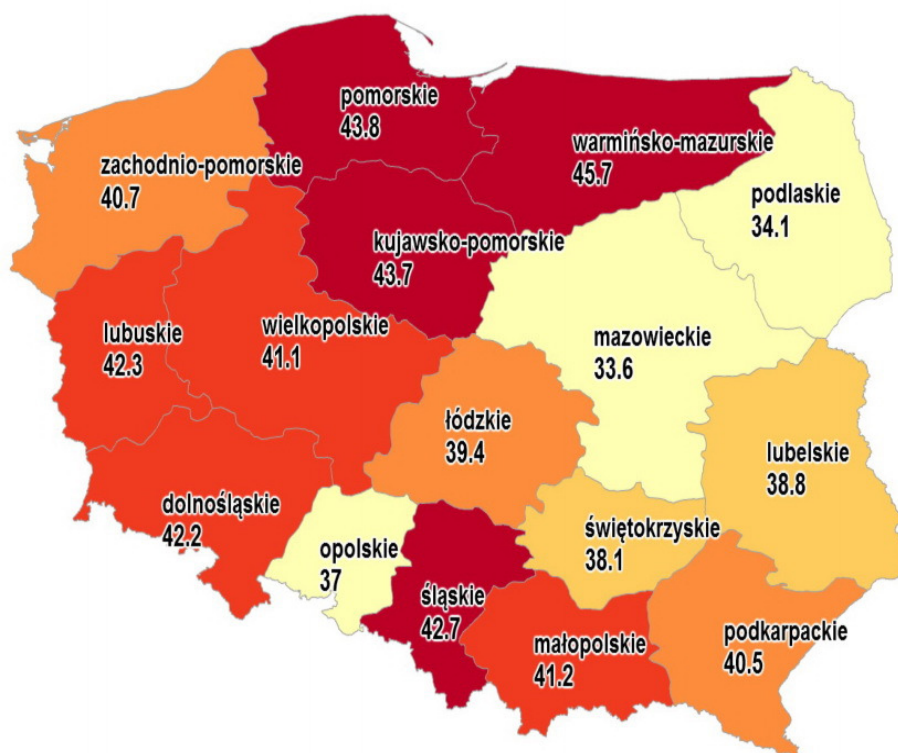 pomorskie
43.8
warmińsko-mazurskie
45.7
zachodnio-pomorskie
40.7
podlaskie
34.1
kujawsko-pomorskie
43.7
lubuskie
42.3
wielkopolskie
41.1
mazowieckie
33.6
łódzkie
39.4
lubelskie
38.8
dolnośląskie
42.2
opolskie
37
świętokrzyskie
38.1
śląskie
42.7
małopolskie
41.2
podkarpackie
40.5